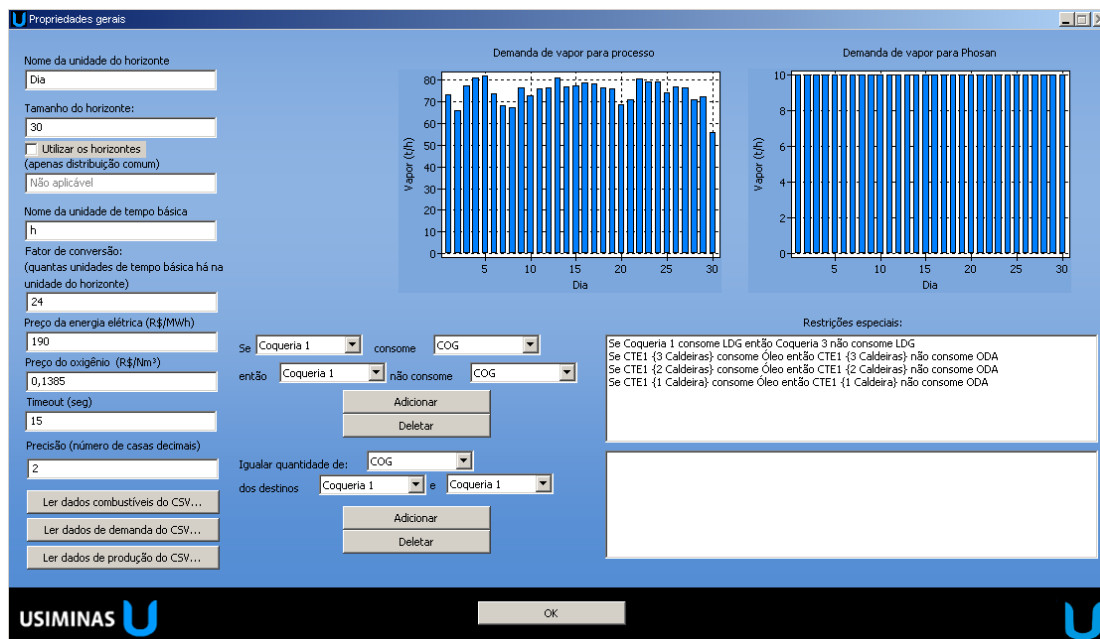 Propriedades gerais
Nome da unidade do horizonte
Dia
Tamanho do horizonte:
30
Utilizar os horizontes
(apenas distribuição comum)
Não aplicável
Nome da unidade de tempo básica
h
Fator de conversão:
(quantas unidades de tempo básica há na
unidade do horizonte)
24
Preço da energia elétrica (R$/MWh)
190
Preço do oxigênio (R$/Nm³)
0,1385
Timeout (seg)
15
Precisão (número de casas decimais)
2
Ler dados combustíveis do CSV...
Ler dados de demanda do CSV...
Ler dados de produção do CSV...
Demanda de vapor para processo
Vapor (t/h)
80
70
60
50
40
30
20
10
0
5 10 15 20 25 30
Dia
Demanda de vapor para Phosan
Vapor (t/h)
10
8
6
4
2
0
5 10 15 20 25 30
Dia
Se Coqueria 1 consome COG
então Coqueria 1 não consome COG
Adicionar
Deletar
Igualar quantidade de: COG
dos destinos Coqueria 1 e Coqueria 1
Adicionar
Deletar
Restrições especiais:
Se Coqueria 1 consome LDG então Coqueria 3 não consome LDG
Se CTE1 {3 Caldeiras} consome Óleo então CTE1 {3 Caldeiras} não consome ODA
Se CTE1 {2 Caldeiras} consome Óleo então CTE1 {2 Caldeiras} não consome ODA
Se CTE1 {1 Caldeira} consome Óleo então CTE1 {1 Caldeira} não consome ODA
USIMINAS
OK